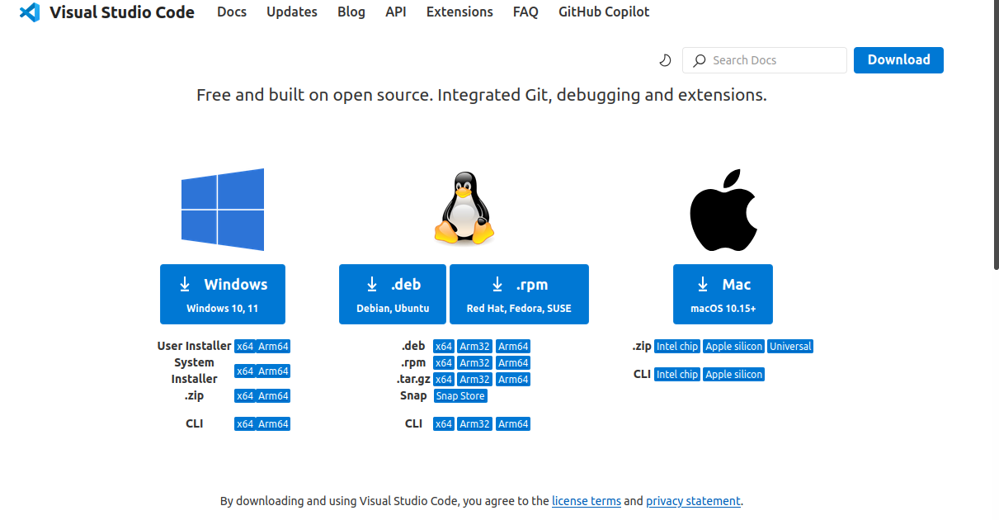 Visual Studio Code Docs Updates Blog API Extensions FAQ GitHub Copilot
Search Docs Download
Free and built on open source. Integrated Git, debugging and extensions.
Windows
Windows 10, 11
User Installer x64 Arm64
System
Installer x64 Arm64
.zip x64 Arm64
CLI x64 Arm64
.deb
Debian, Ubuntu
.rpm
Red Hat, Fedora, SUSE
.deb x64 Arm32 Arm64
.rpm x64 Arm32 Arm64
.tar.gz x64 Arm32 Arm64
Snap Snap Store
CLI x64 Arm32 Arm64
Mac
macOS 10.15+
.zip Intel chip Apple silicon Universal
CLI Intel chip Apple silicon
By downloading and using Visual Studio Code, you agree to the license terms and privacy statement.